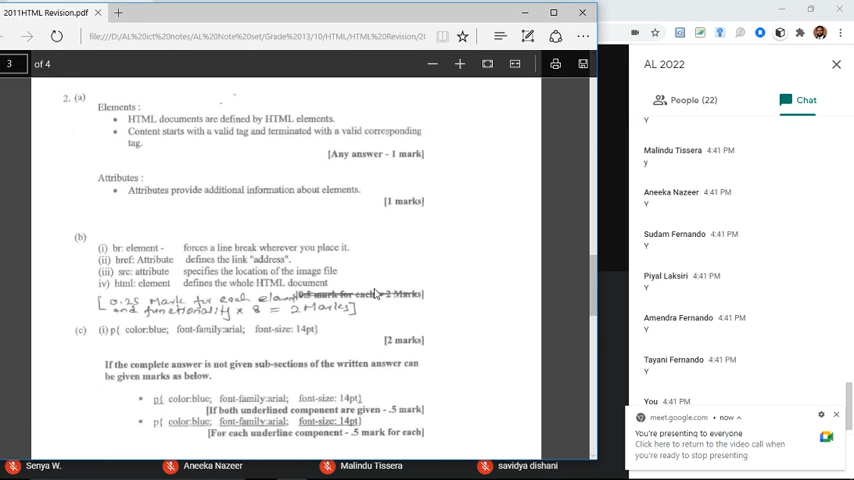 2011HTML Revision.pdf
file:///D:/AL%20ict%20notes/AL%20Note%20set/Grade%2013/10/HTML/HTML%20Revision/2(
3 of 4
2. (a)
Elements :
• HTML documents are defined by HTML elements.
• Content starts with a valid tag and terminated with a valid corresponding
tag.
[Any answer - 1 mark]
Attributes :
• Attributes provide additional information about elements.
[1 marks]
(b)
(i) br: element - forces a line break wherever you place it.
(ii) href: Attribute defines the link "address".
(iii) src: attribute specifies the location of the image file
iv) html: element defines the whole HTML document
[0.5 mark for each - 2 Marks]
[ 0.25 Mark for each
and functionality x 8 = 2 Marks]
(c) (i) p{ color:blue; font-family:arial; font-size: 14pt}
[2 marks]
If the complete answer is not given sub-sections of the written answer can
be given marks as below.
• p{ color:blue; font-family:arial; font-size: 14pt}
[If both underlined component are given - .5 mark]
• p{ color:blue; font-family:arial; font-size: 14pt}
[For each underline component - .5 mark for each]
AL 2022
People (22)
Chat
Y
Malindu Tissera 4:41 PM
y
Aneeka Nazeer 4:41 PM
Y
Sudam Fernando 4:41 PM
Y
Piyal Laksiri 4:41 PM
Y
Amendra Fernando 4:41 PM
Y
Tayani Fernando 4:41 PM
Y
You 4:41 PM
meet.google.com • now
You're presenting to everyone
Click here to return to the video call when
you're ready to stop presenting
Senya W.
Aneeka Nazeer
Malindu Tissera
savidya dishani